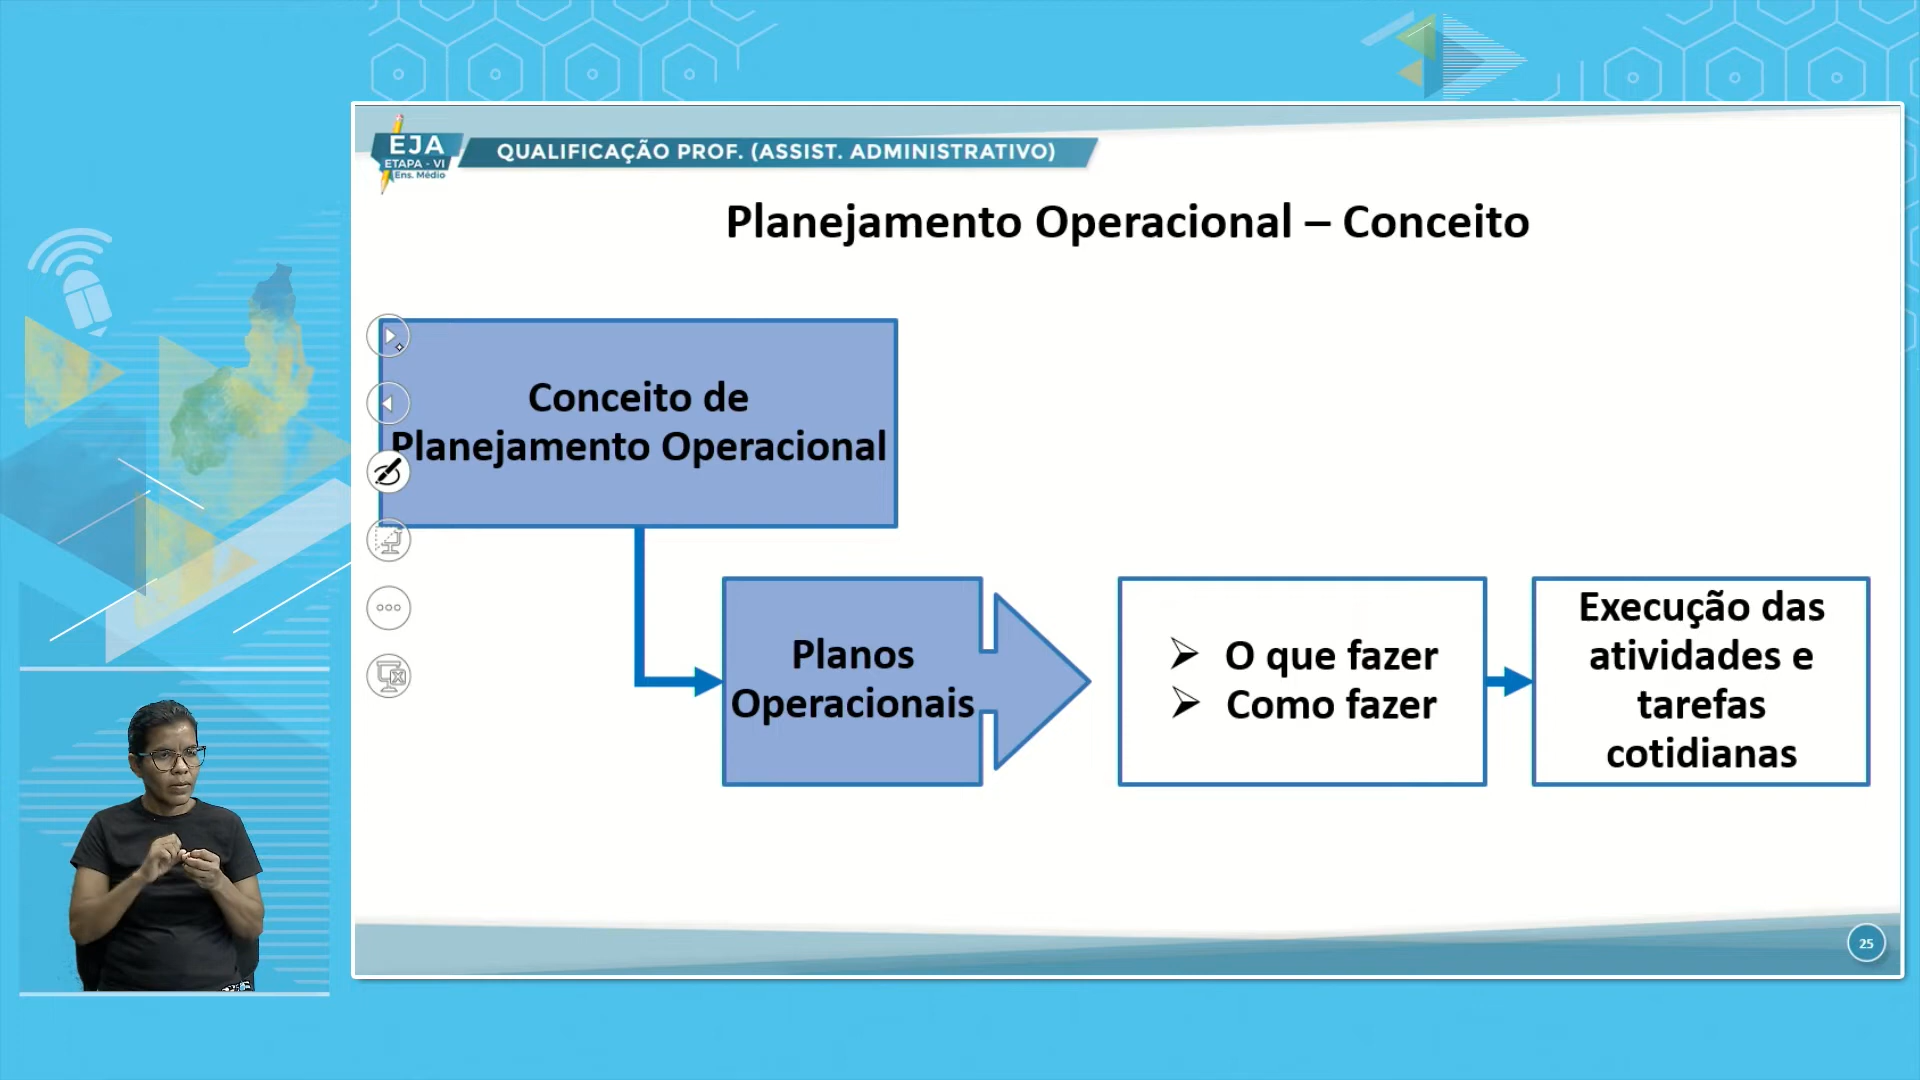 EJA
ETAPA - VI
Ens. Médio
QUALIFICAÇÃO PROF. (ASSIST. ADMINISTRATIVO)
Planejamento Operacional – Conceito
Conceito de
Planejamento Operacional
Planos
Operacionais
➢ O que fazer
➢ Como fazer
Execução das
atividades e
tarefas
cotidianas
25